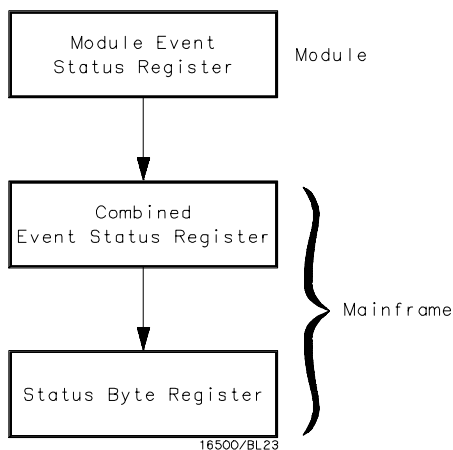 Module Event
Status Register
Module
Combined
Event Status Register
Mainframe
Status Byte Register
16500/BL23